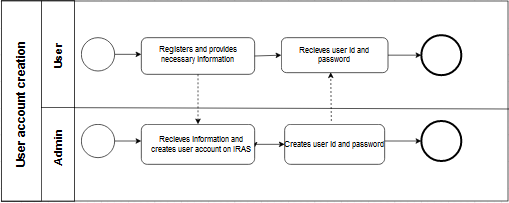 User account creation
User
Registers and provides
necessary information
Recieves user id and
password
Admin
Recieves information and
creates user account on IRAS
Creates user id and password